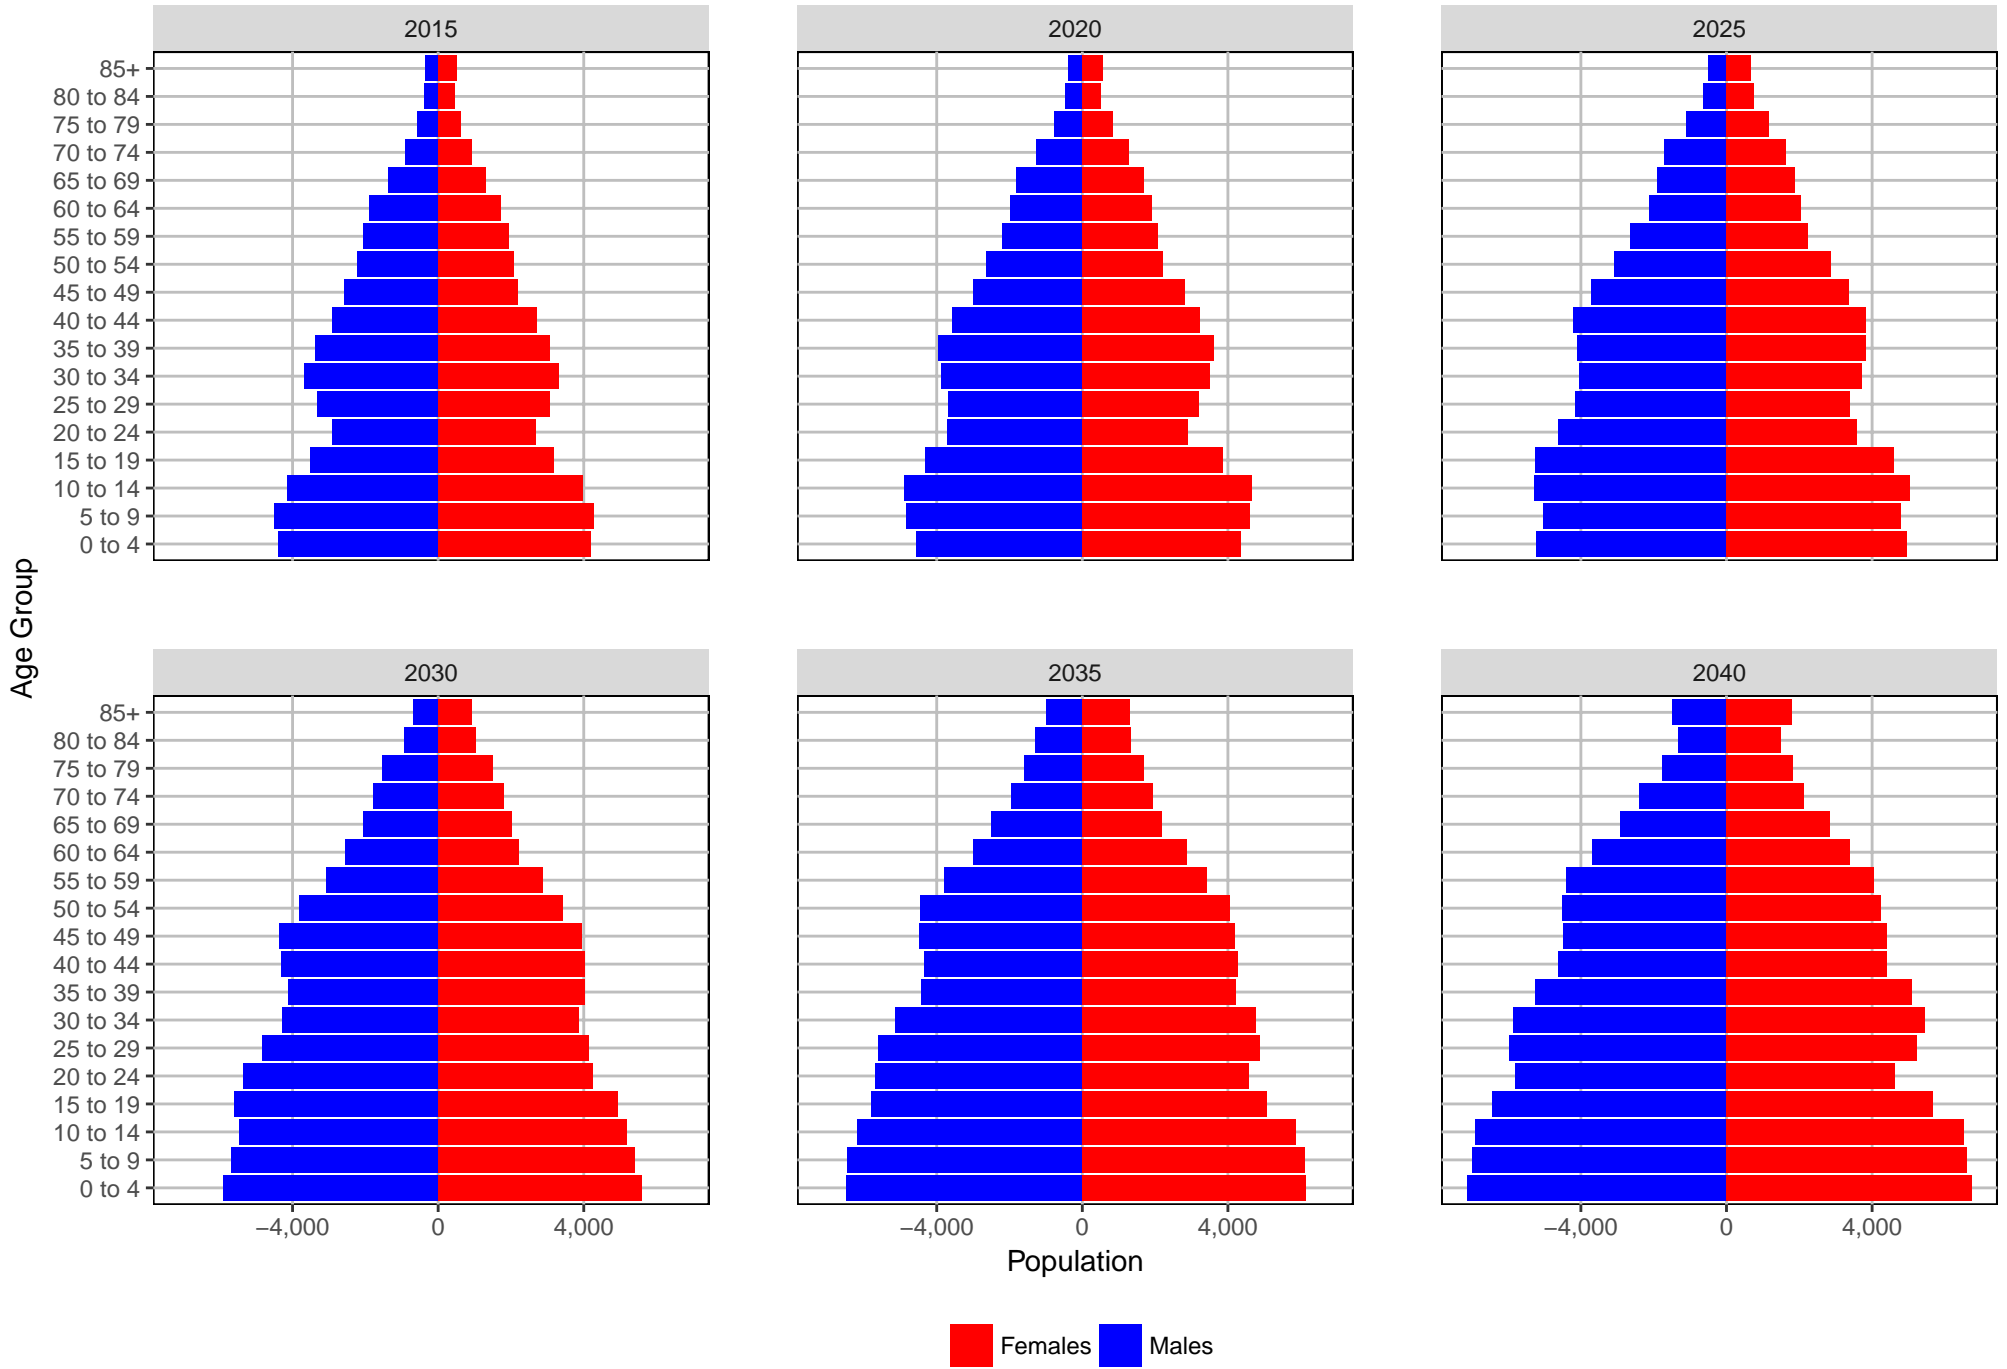 2015
2020
2025
85+
80 to 84
75 to 79
70 to 74
65 to 69
60 to 64
55 to 59
50 to 54
45 to 49
40 to 44
35 to 39
30 to 34
25 to 29
20 to 24
15 to 19
10 to 14
5 to 9
0 to 4
Age Group
2030
2035
2040
85+
80 to 84
75 to 79
70 to 74
65 to 69
60 to 64
55 to 59
50 to 54
45 to 49
40 to 44
35 to 39
30 to 34
25 to 29
20 to 24
15 to 19
10 to 14
5 to 9
0 to 4
−4,000 0 4,000
−4,000 0 4,000
−4,000 0 4,000
Population
Females Males